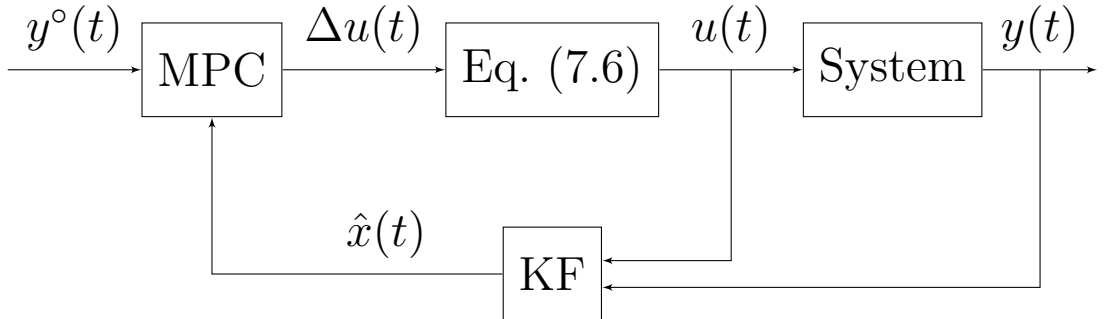 y°(t) Δu(t) u(t) y(t)
MPC Eq. (7.6) System
x̂(t)
KF